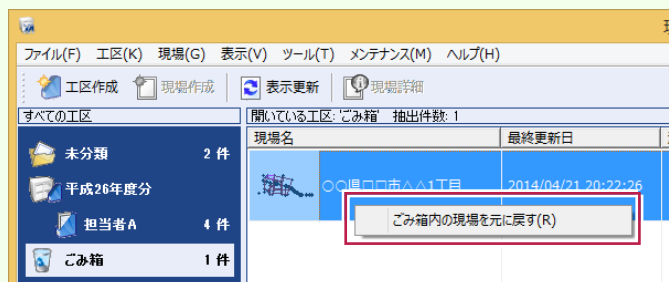 ファイル(F) 工区(K) 現場(G) 表示(V) ツール(T) メンテナンス(M) ヘルプ(H)
工区作成 現場作成 表示更新 現場詳細
すべての工区
開いている工区:'ごみ箱' 抽出件数: 1
現場名 最終更新日
未分類 2 件
平成26年度分
担当者A 4 件
ごみ箱 1 件
○○県□□市△△1丁目 2014/04/21 20:22:26
ごみ箱内の現場を元に戻す(R)